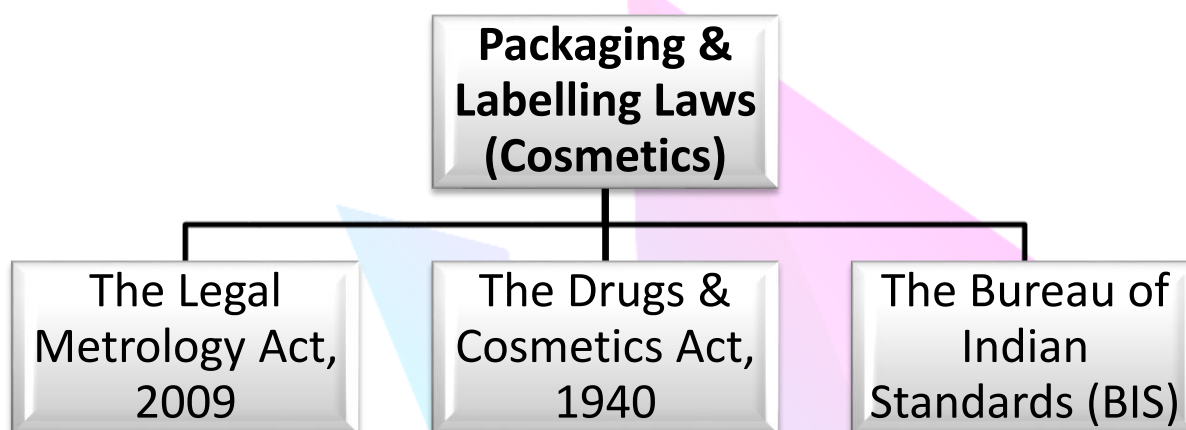 Packaging &
Labelling Laws
(Cosmetics)
The Legal
Metrology Act,
2009
The Drugs &
Cosmetics Act,
1940
The Bureau of
Indian
Standards (BIS)